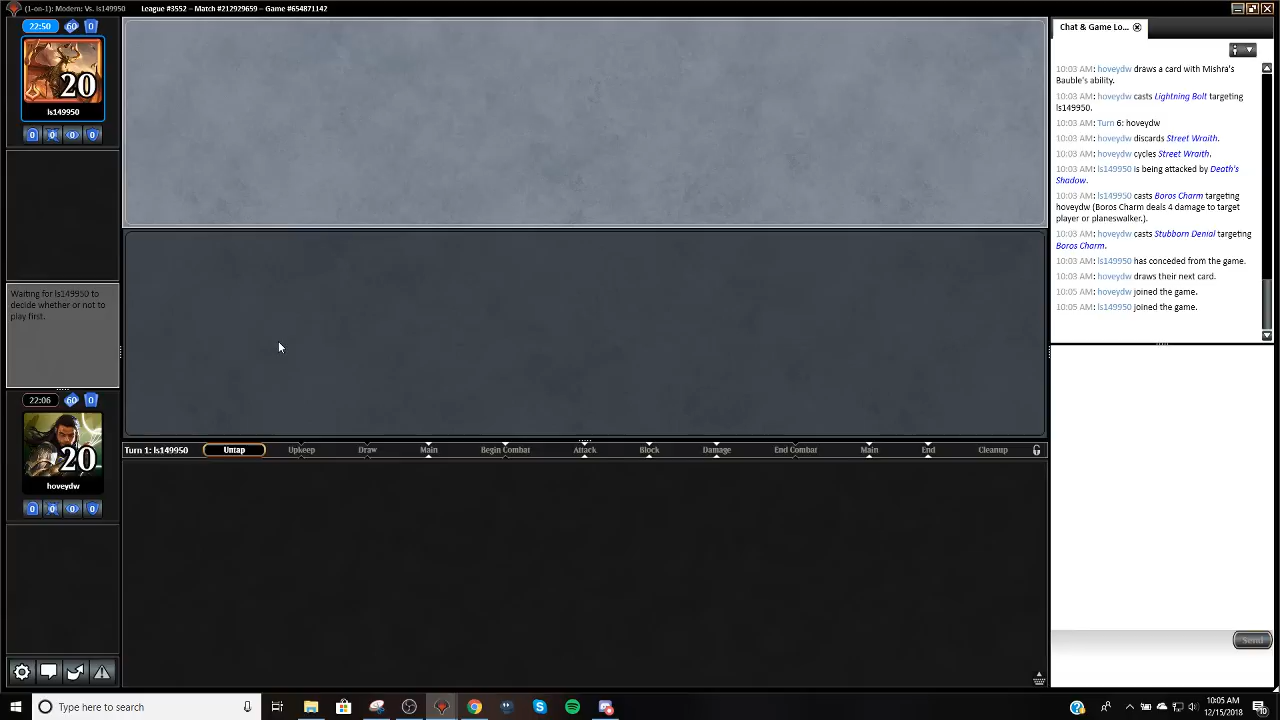 (1-on-1): Modern: Vs. ls149950 League #3552 – Match #212929659 – Game #654871142
22:50 60 0
20
ls149950
0 0 0 0
Waiting for ls149950 to
decide whether or not to
play first.
22:06 60 0
20
hoveydw
0 0 0 0
Turn 1: ls149950 Untap Upkeep Draw Main Begin Combat Attack Block Damage End Combat Main End Cleanup
Chat & Game Lo...
10:03 AM: hoveydw draws a card with Mishra's
Bauble's ability.
10:03 AM: hoveydw casts Lightning Bolt targeting
ls149950.
10:03 AM: Turn 6: hoveydw
10:03 AM: hoveydw discards Street Wraith.
10:03 AM: hoveydw cycles Street Wraith.
10:03 AM: ls149950 is being attacked by Death's
Shadow.
10:03 AM: ls149950 casts Boros Charm targeting
hoveydw (Boros Charm deals 4 damage to target
player or planeswalker.).
10:03 AM: hoveydw casts Stubborn Denial targeting
Boros Charm.
10:03 AM: ls149950 has conceded from the game.
10:03 AM: hoveydw draws their next card.
10:05 AM: hoveydw joined the game.
10:05 AM: ls149950 joined the game.
Send
Type here to search
10:05 AM
12/15/2018
10